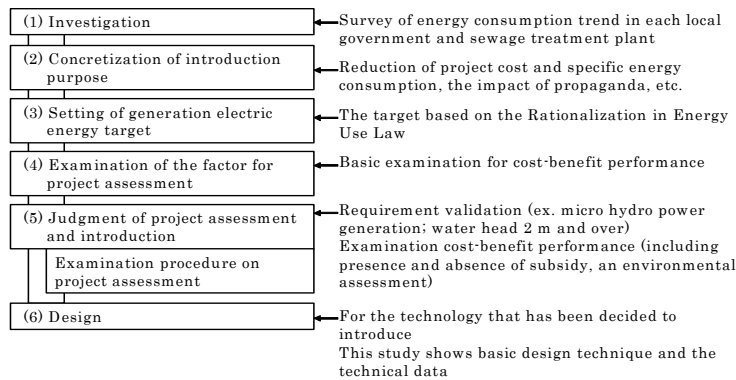 (1) Investigation
Survey of energy consumption trend in each local
government and sewage treatment plant
(2) Concretization of introduction
purpose
Reduction of project cost and specific energy
consumption, the impact of propaganda, etc.
(3) Setting of generation electric
energy target
The target based on the Rationalization in Energy
Use Law
(4) Examination of the factor for
project assessment
Basic examination for cost-benefit performance
(5) Judgment of project assessment
and introduction
Requirement validation (ex. micro hydro power
generation; water head 2 m and over)
Examination cost-benefit performance (including
presence and absence of subsidy, an environmental
assessment)
Examination procedure on
project assessment
(6) Design
For the technology that has been decided to
introduce
This study shows basic design technique and the
technical data